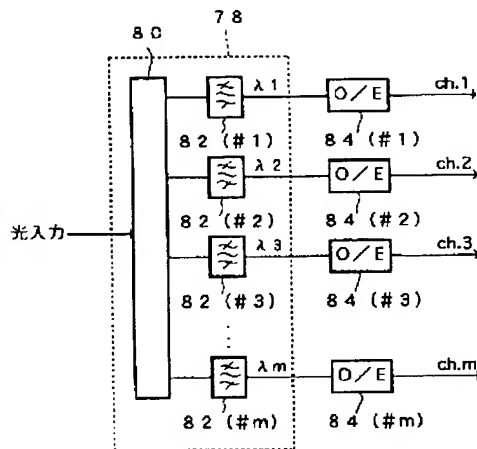 78
80
λ1
O/E
ch.1
82 (#1)
84 (#1)
λ2
O/E
ch.2
82 (#2)
84 (#2)
光入力
λ3
O/E
ch.3
82 (#3)
84 (#3)
λm
O/E
ch.m
82 (#m)
84 (#m)